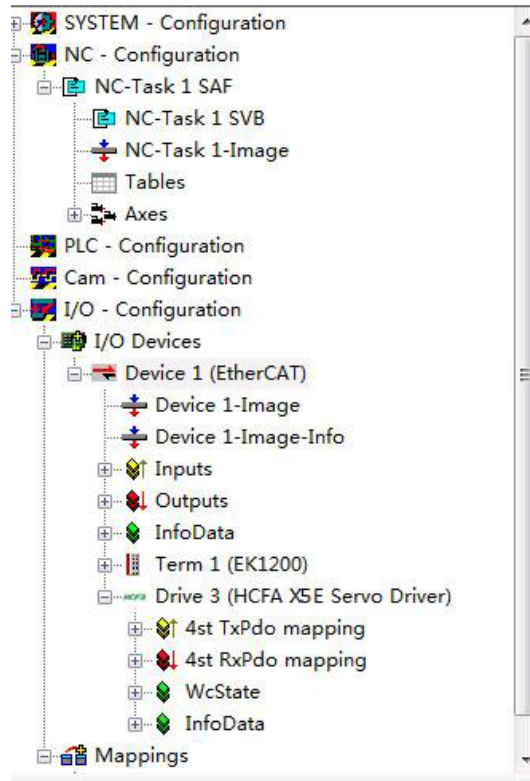 SYSTEM - Configuration
NC - Configuration
NC-Task 1 SAF
NC-Task 1 SVB
NC-Task 1-Image
Tables
Axes
PLC - Configuration
Cam - Configuration
I/O - Configuration
I/O Devices
Device 1 (EtherCAT)
Device 1-Image
Device 1-Image-Info
Inputs
Outputs
InfoData
Term 1 (EK1200)
HCFA Drive 3 (HCFA X5E Servo Driver)
4st TxPdo mapping
4st RxPdo mapping
WcState
InfoData
Mappings